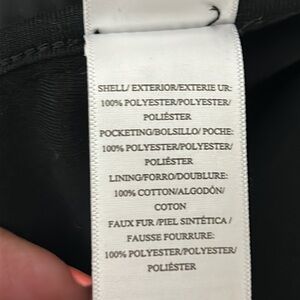 SHELL/ EXTERIOR/EXTERIE UR:
100% POLYESTER/POLYESTER/
POLIÉSTER
POCKETING/BOLSILLO/ POCHE:
100% POLYESTER/POLYESTER/
POLIÉSTER
LINING/FORRO/DOUBLURE:
100% COTTON/ALGODÓN/
COTON
FAUX FUR /PIEL SINTÉTICA /
FAUSSE FOURRURE:
100% POLYESTER/POLYESTER/
POLIÉSTER